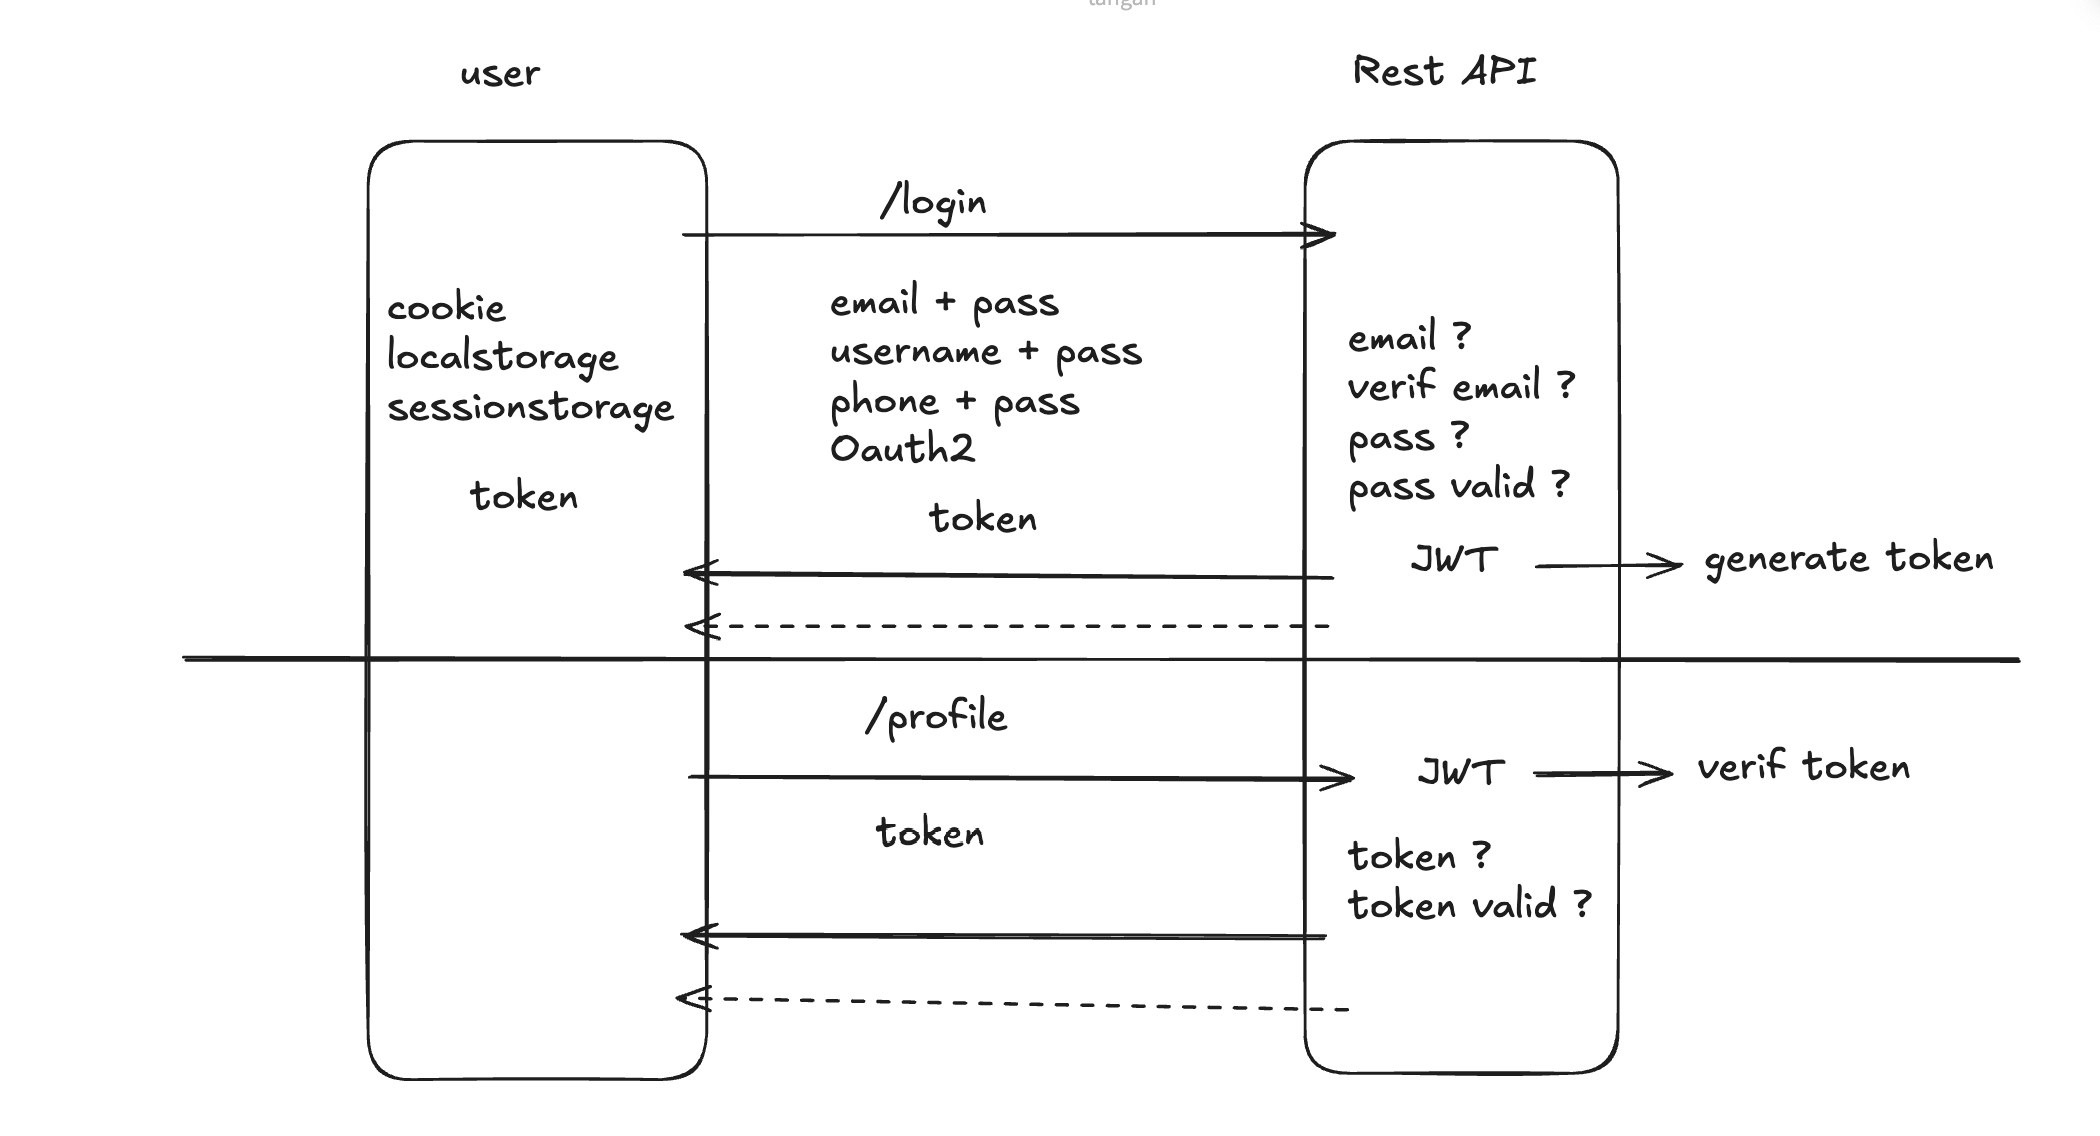 user
Rest API
/login
cookie
localstorage
sessionstorage
token
email + pass
username + pass
phone + pass
Oauth2
token
email ?
verif email ?
pass ?
pass valid ?
JWT
generate token
/profile
token
JWT
verif token
token ?
token valid ?